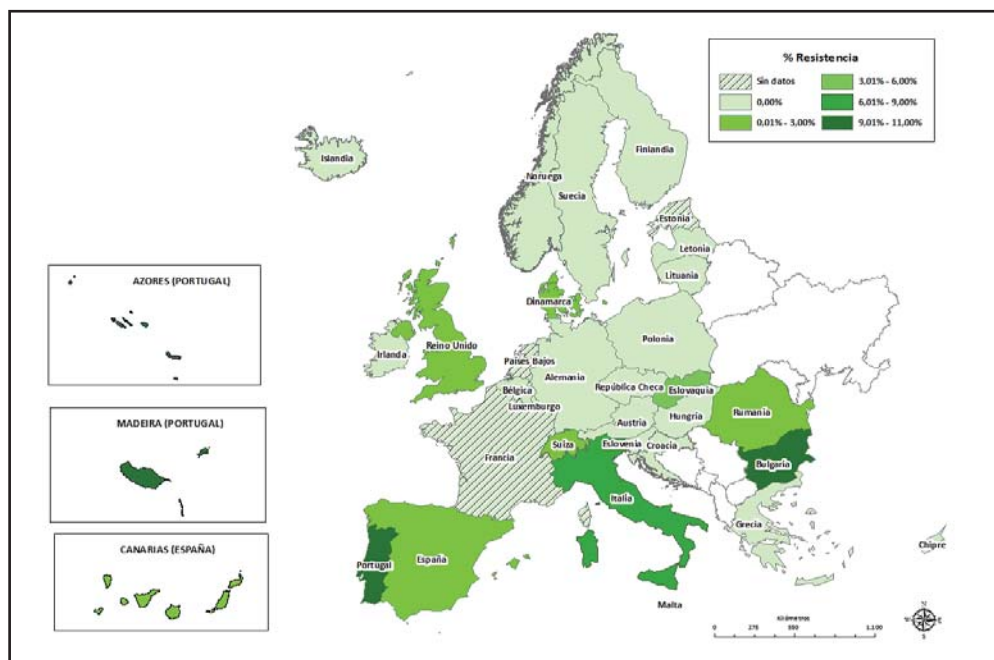 % Resistencia
Sin datos
0,00%
0,01% - 3,00%
3,01% - 6,00%
6,01% - 9,00%
9,01% - 11,00%
Islandia
Finlandia
Noruega
Suecia
Estonia
Letonia
Lituania
AZORES (PORTUGAL)
Dinamarca
Reino Unido
Irlanda
Países Bajos
Polonia
Bélgica
Alemania
República Checa
Eslovaquia
Luxemburgo
MADEIRA (PORTUGAL)
Austria
Hungría
Rumania
Suiza
Eslovenia
Croacia
Francia
Bulgaria
Italia
Grecia
CANARIAS (ESPAÑA)
Portugal
España
Chipre
Malta
Kilómetros
0 275 550 1.100
N
E